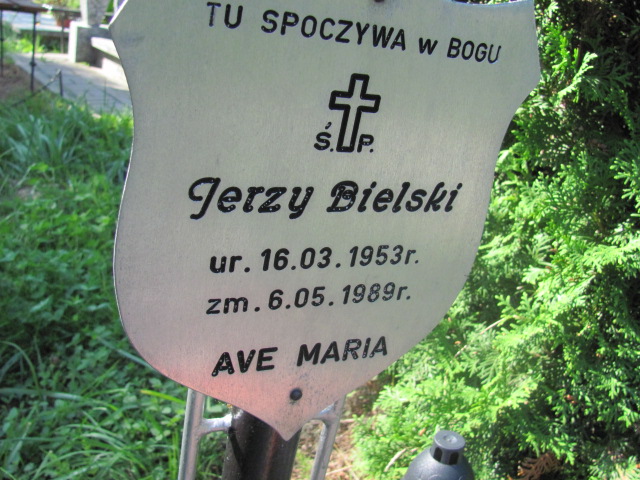 TU SPOCZYWA w BOGU
Ś.P.
Jerzy Bielski
ur. 16.03.1953r.
zm. 6.05.1989r.
AVE MARIA